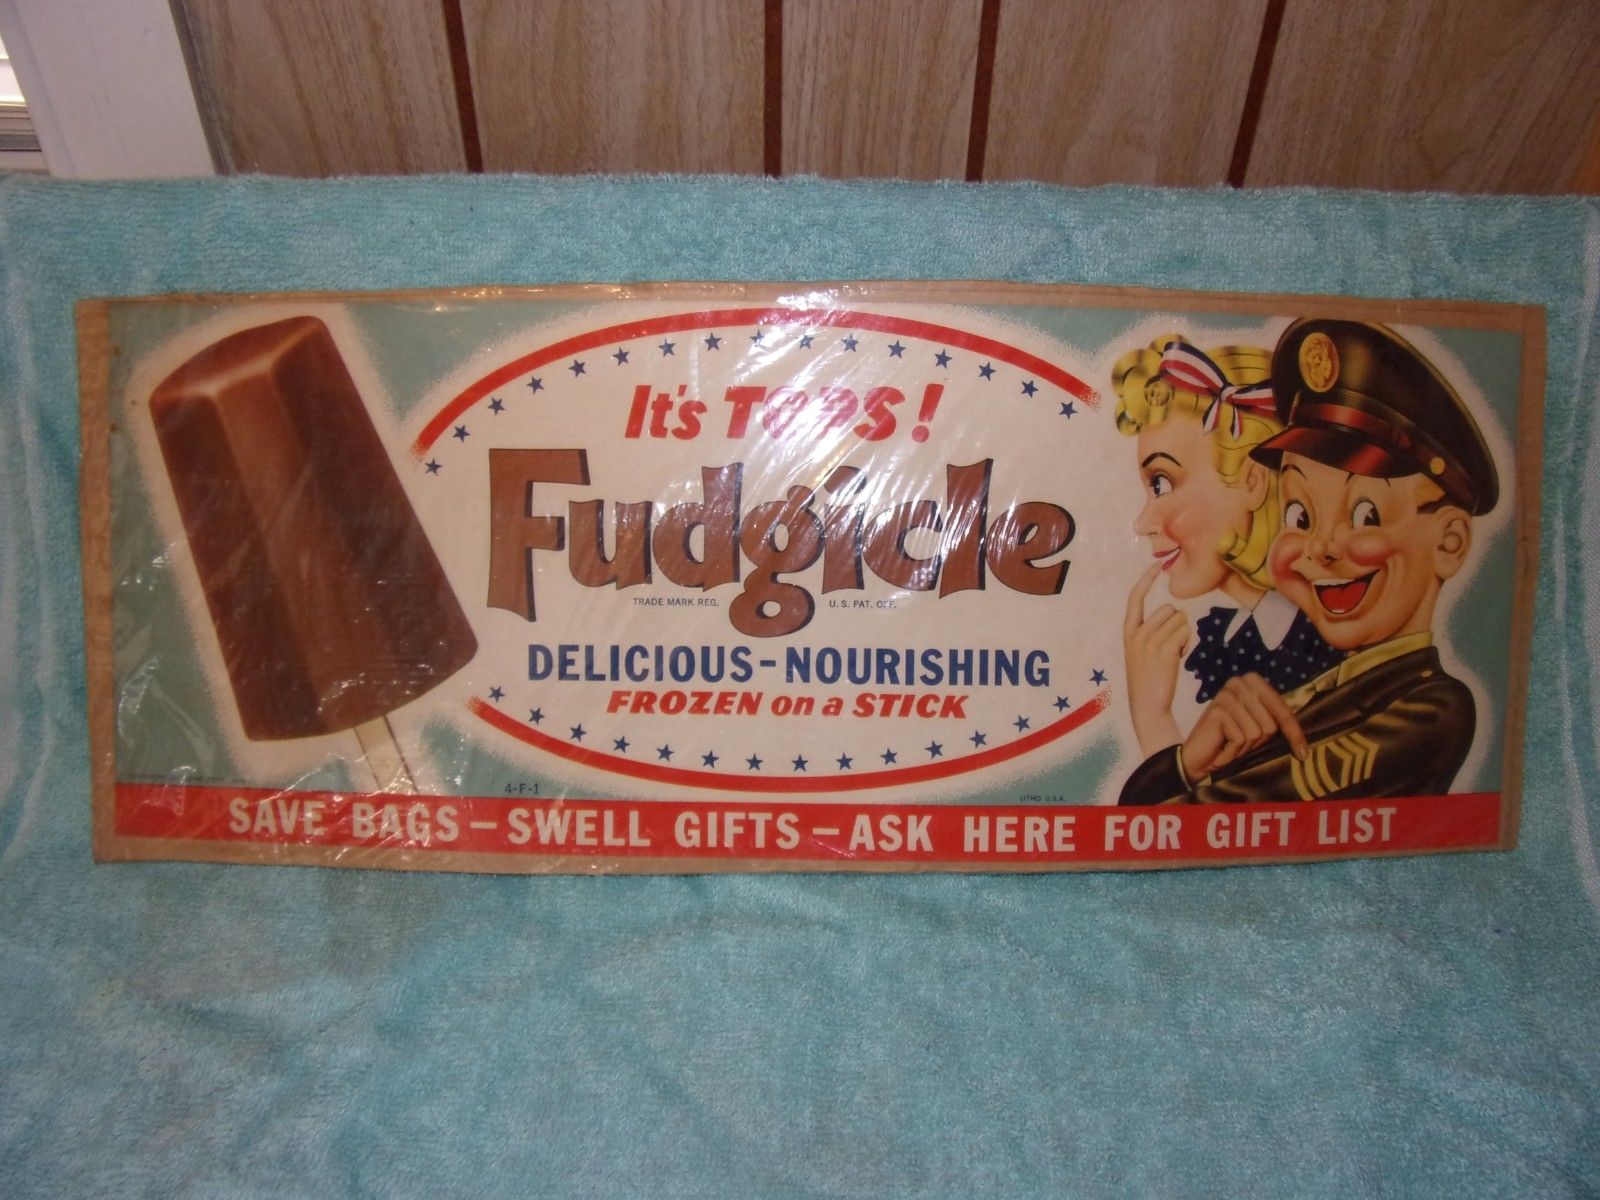 It's TOPS!
Fudgicle
TRADE MARK REG. U.S. PAT. OFF.
DELICIOUS-NOURISHING
FROZEN on a STICK
4-F-1
LITHO U.S.A.
SAVE BAGS - SWELL GIFTS - ASK HERE FOR GIFT LIST